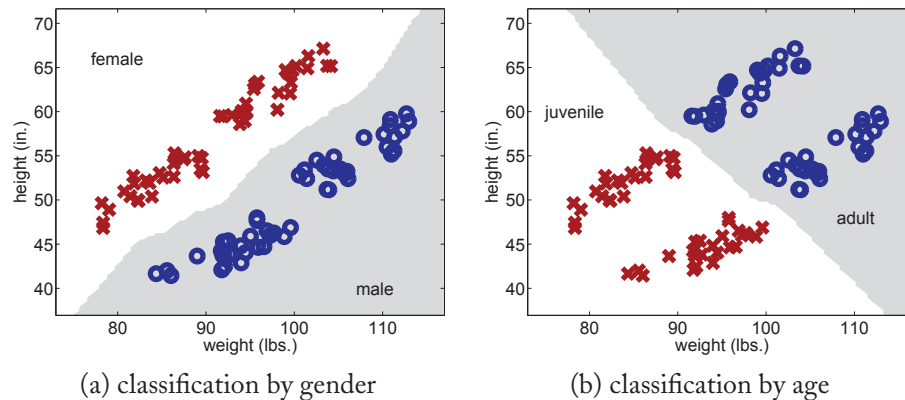 70
65
60
55
50
45
40
height (in.)
female
male
80
90
100
110
weight (lbs.)
(a) classification by gender
70
65
60
55
50
45
40
height (in.)
juvenile
adult
80
90
100
110
weight (lbs.)
(b) classification by age